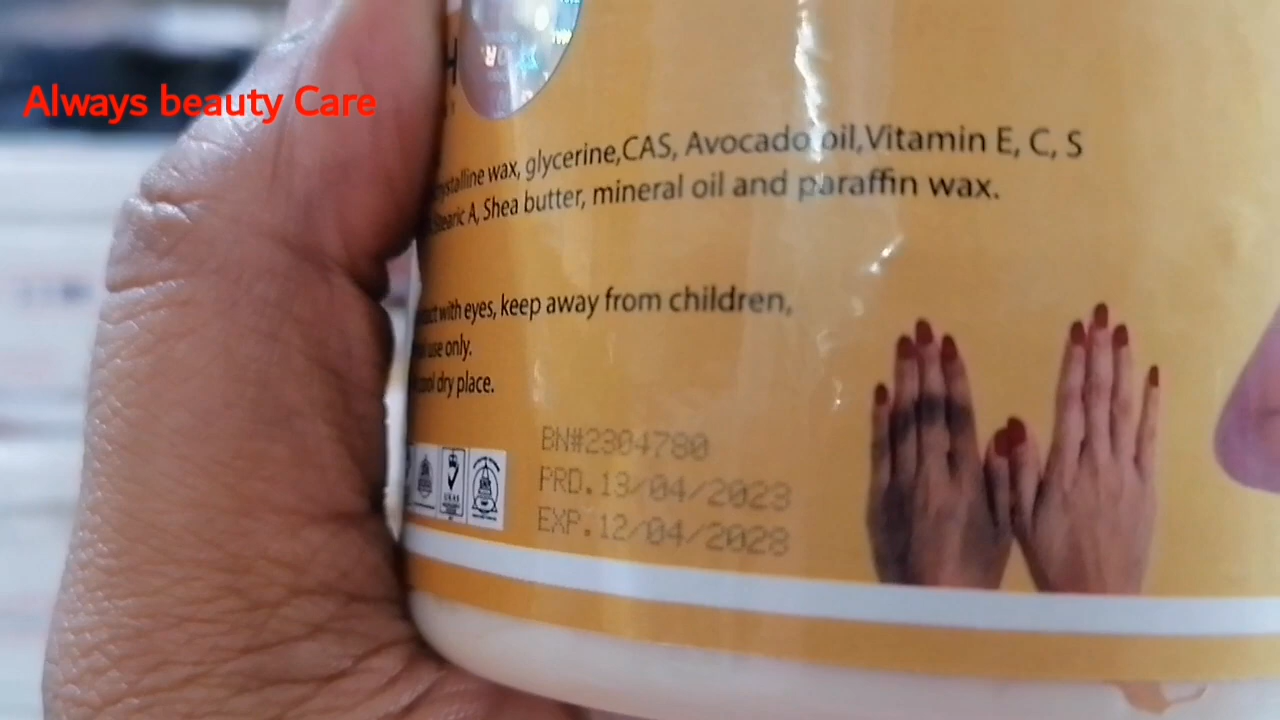 Always beauty Care
wax, glycerine,CAS, Avocado oil,Vitamin E, C, S
Stearic A, Shea butter, mineral oil and paraffin wax.
with eyes, keep away from children,
use only.
dry place.
BN#2304780
PRD.13/04/2023
EXP.12/04/2028